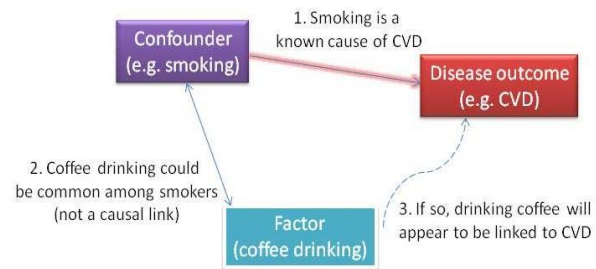 1. Smoking is a
known cause of CVD
Confounder
(e.g. smoking)
Disease outcome
(e.g. CVD)
2. Coffee drinking could
be common among smokers
(not a causal link)
Factor
(coffee drinking)
3. If so, drinking coffee will
appear to be linked to CVD